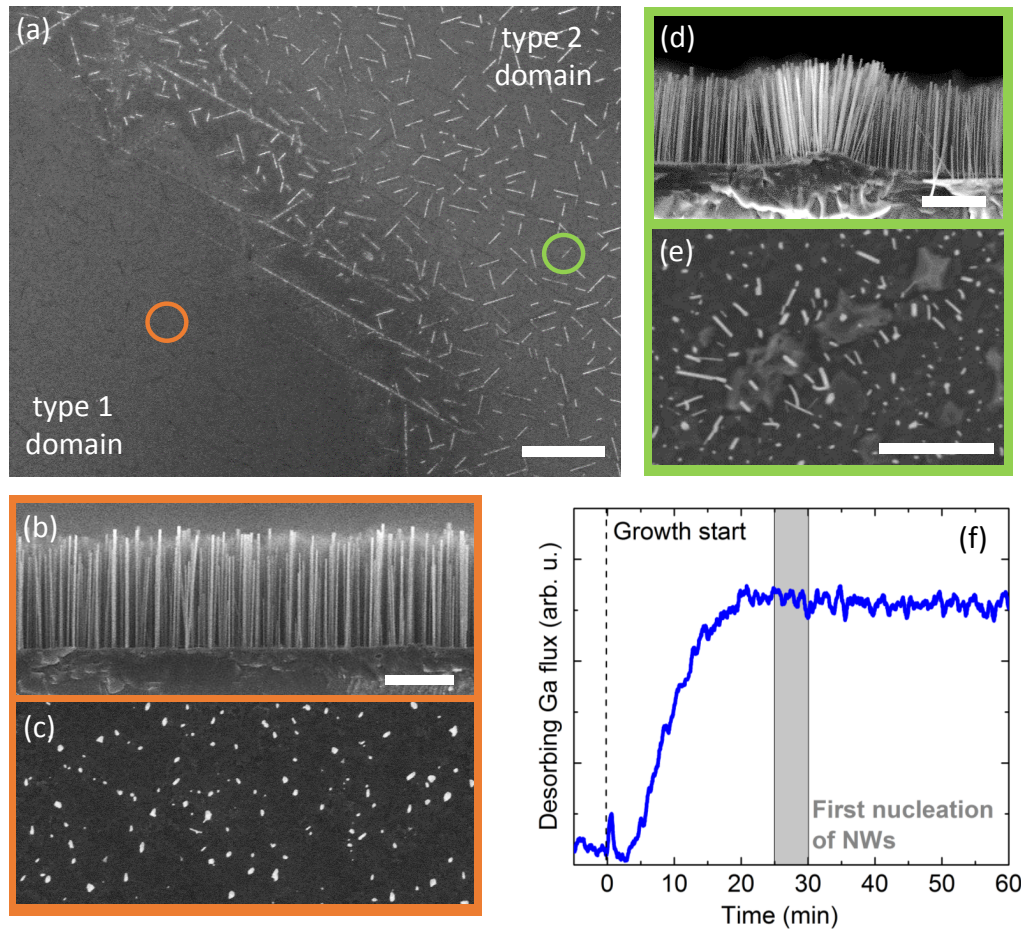 (a)
type 2
domain
type 1
domain
(d)
(e)
(b)
(c)
(f)
Growth start
First nucleation
of NWs
Desorbing Ga flux (arb. u.)
0
10
20
30
40
50
60
Time (min)